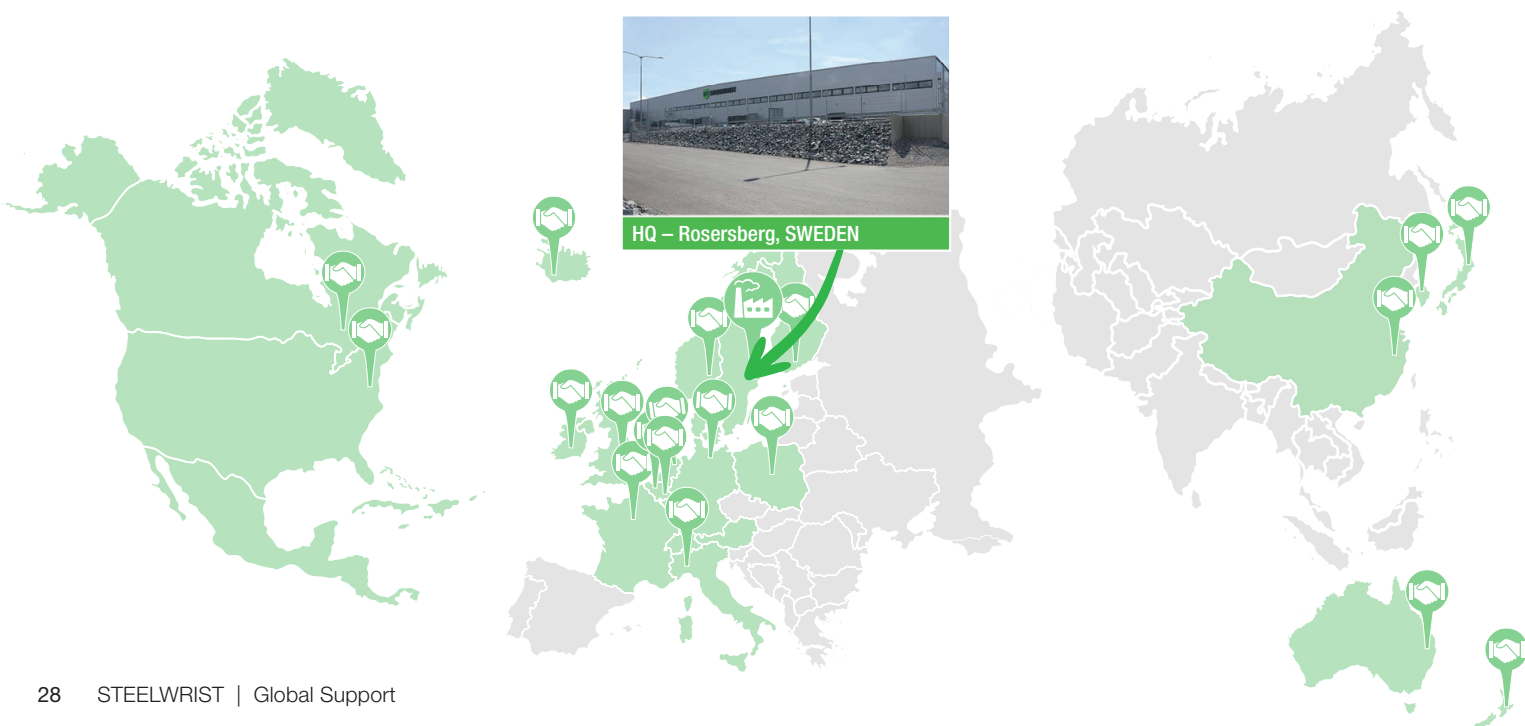 HQ – Rosersberg, SWEDEN
28 STEELWRIST | Global Support